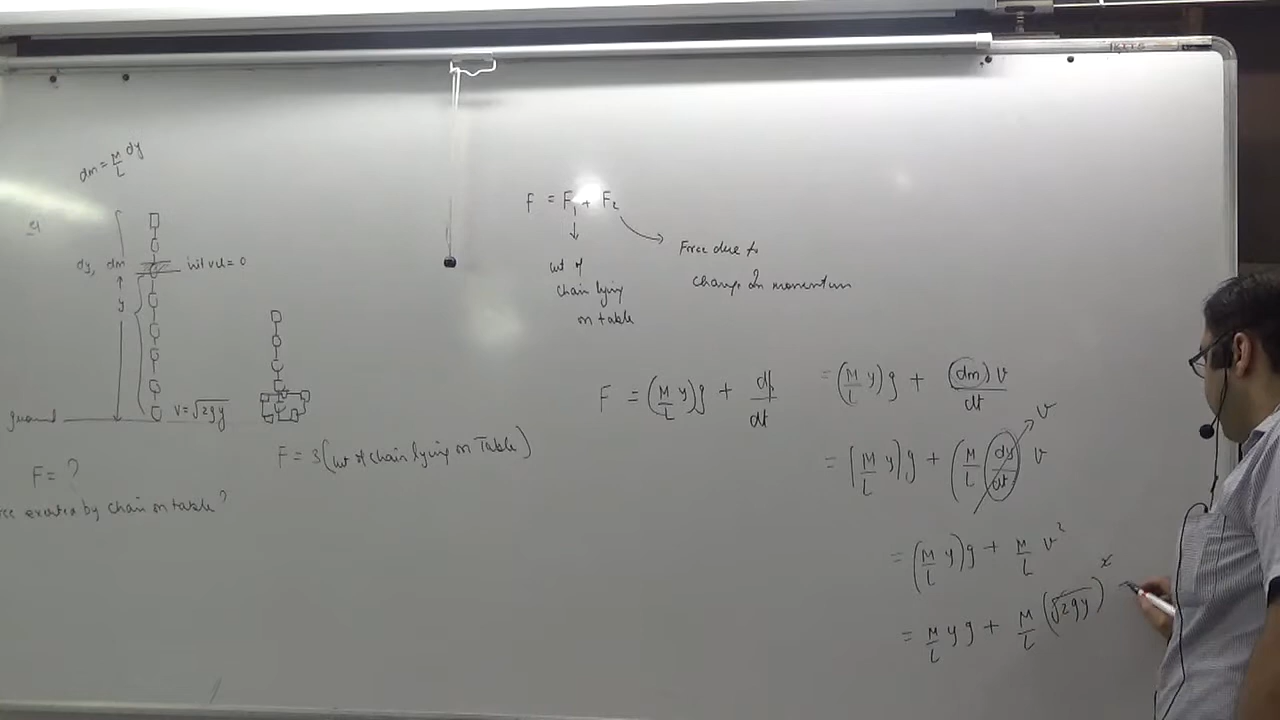 dm = M/L dy
dy, dm
init vel = 0
y
ground
V = √2gy
F = ?
exerted by chain on table?
F = 3(wt of chain lying on Table)
F = F1 + F2
wt of
chain lying
on table
Force due to
change in momentum
F = (M/L y)g + dp/dt
= (M/L y)g + (dm)v/dt
= (M/L y)g + (M/L dy/dt) v
v
= (M/L y)g + M/L v²
= M/L y g + M/L (√2gy)